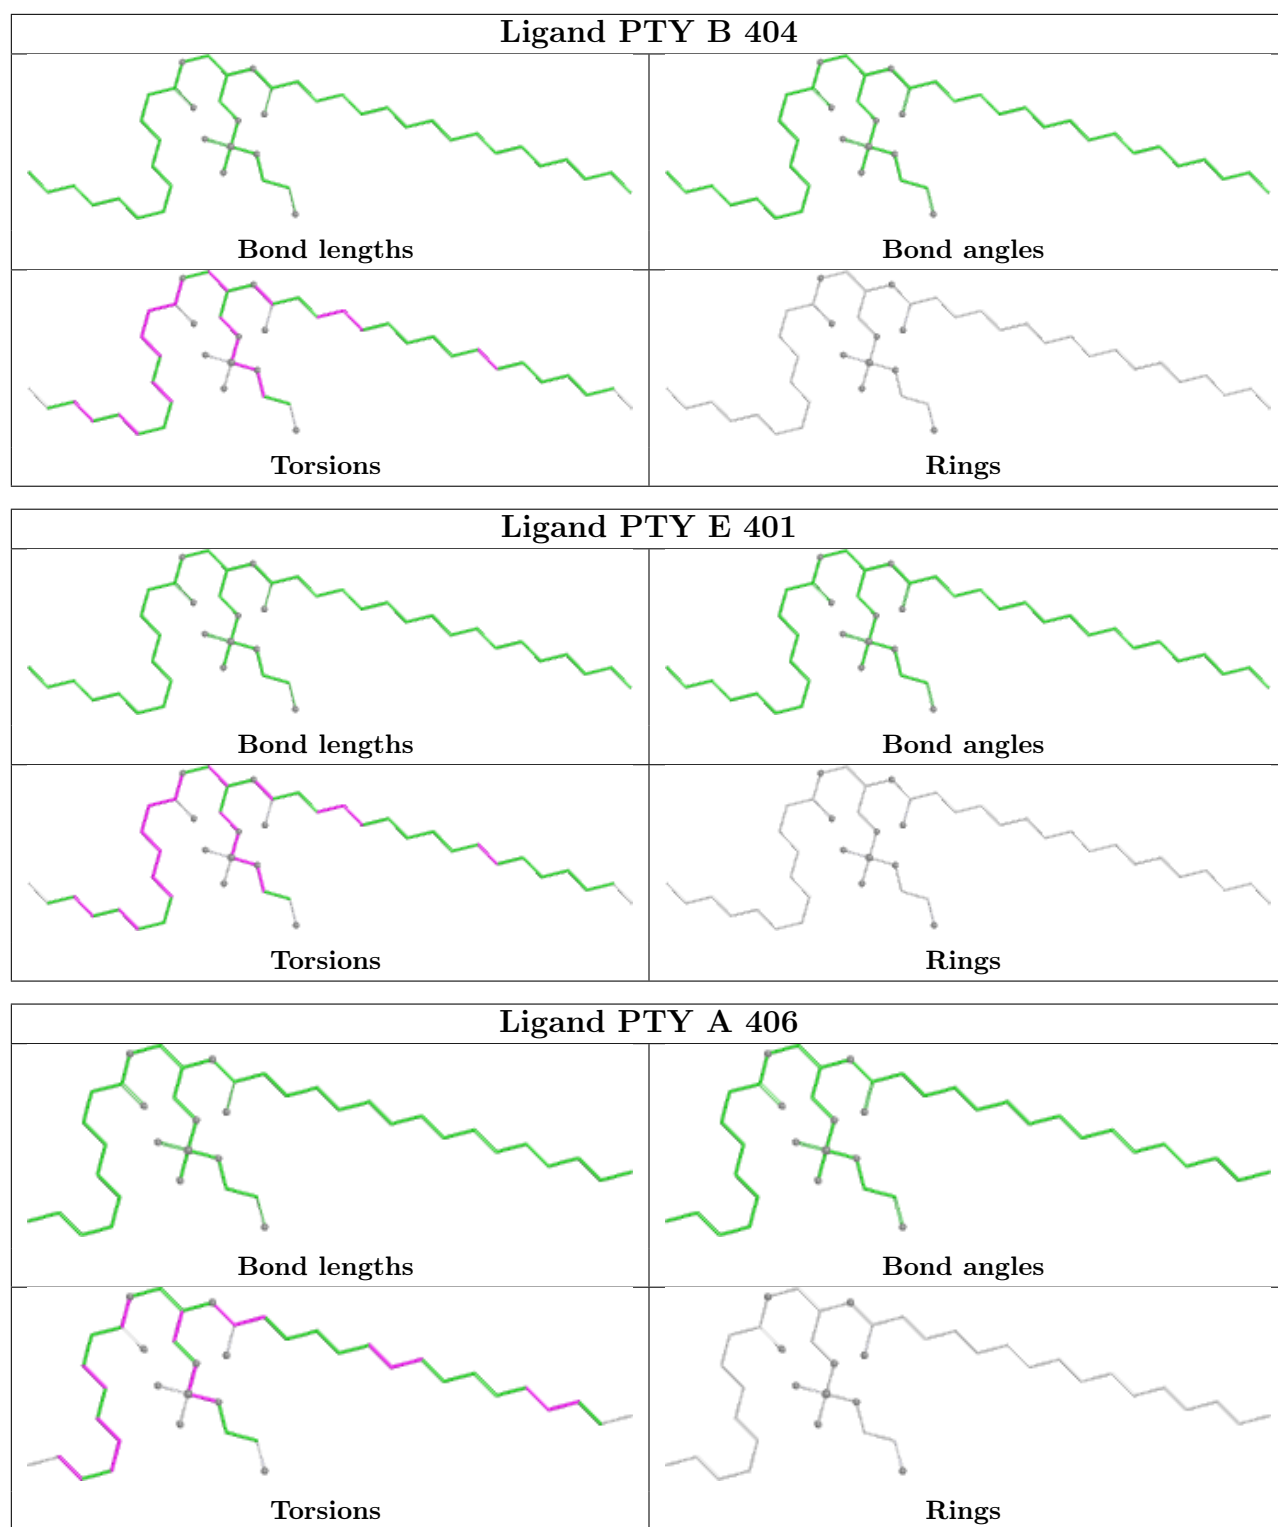 Ligand PTY B 404
Bond lengths
Bond angles
Torsions
Rings
Ligand PTY E 401
Bond lengths
Bond angles
Torsions
Rings
Ligand PTY A 406
Bond lengths
Bond angles
Torsions
Rings